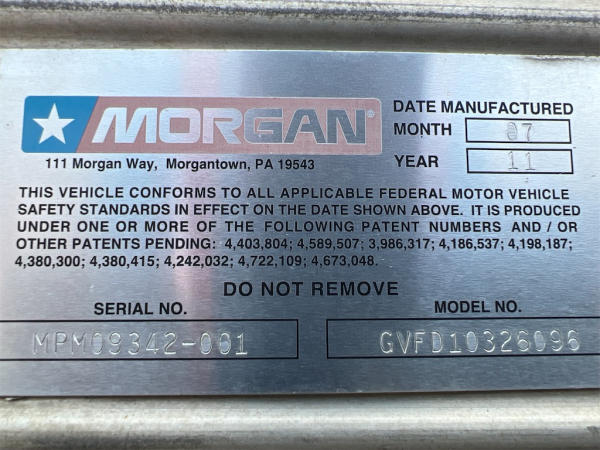 MORGAN®
111 Morgan Way, Morgantown, PA 19543
DATE MANUFACTURED
MONTH 07
YEAR 11
THIS VEHICLE CONFORMS TO ALL APPLICABLE FEDERAL MOTOR VEHICLE
SAFETY STANDARDS IN EFFECT ON THE DATE SHOWN ABOVE. IT IS PRODUCED
UNDER ONE OR MORE OF THE FOLLOWING PATENT NUMBERS AND / OR
OTHER PATENTS PENDING: 4,403,804; 4,589,507; 3,986,317; 4,186,537; 4,198,187;
4,380,300; 4,380,415; 4,242,032; 4,722,109; 4,673,048.
DO NOT REMOVE
SERIAL NO. MODEL NO.
MPM09342-001 GVFD10326096